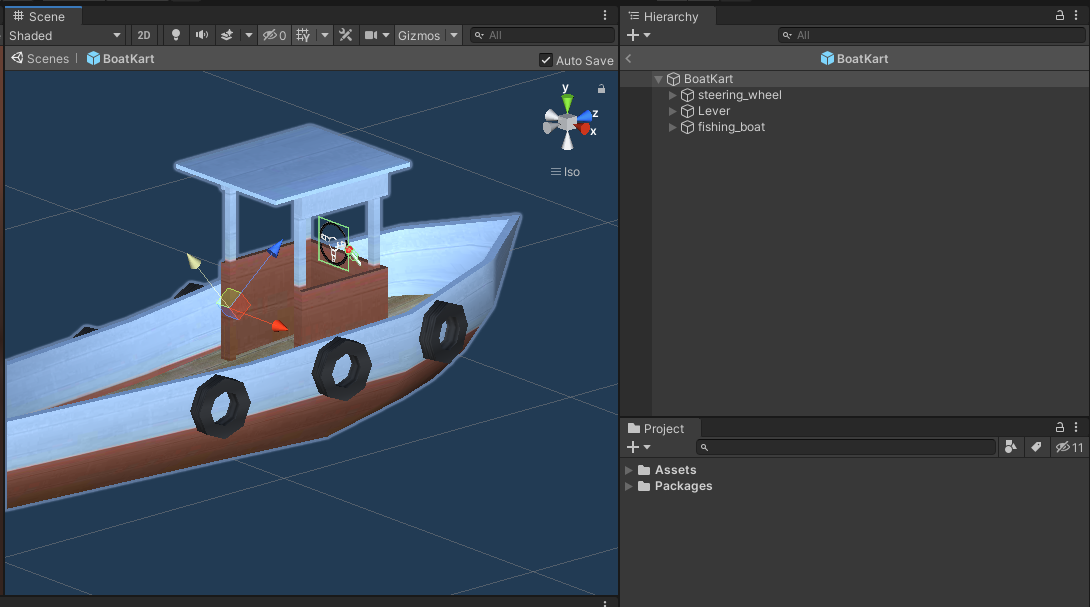 Scene
Shaded 2D 0 Gizmos All
Scenes BoatKart Auto Save
y
z
x
Iso
Hierarchy
All
BoatKart
BoatKart
steering_wheel
Lever
fishing_boat
Project
11
Assets
Packages